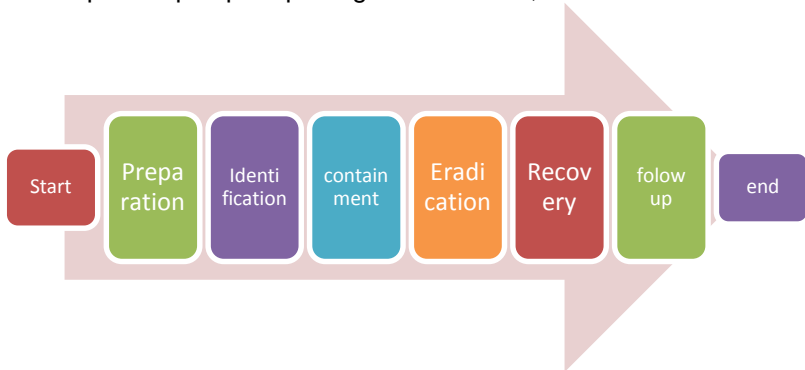 Start
Prepa
ration
Identi
fication
contain
ment
Eradi
cation
Recov
ery
folow
up
end